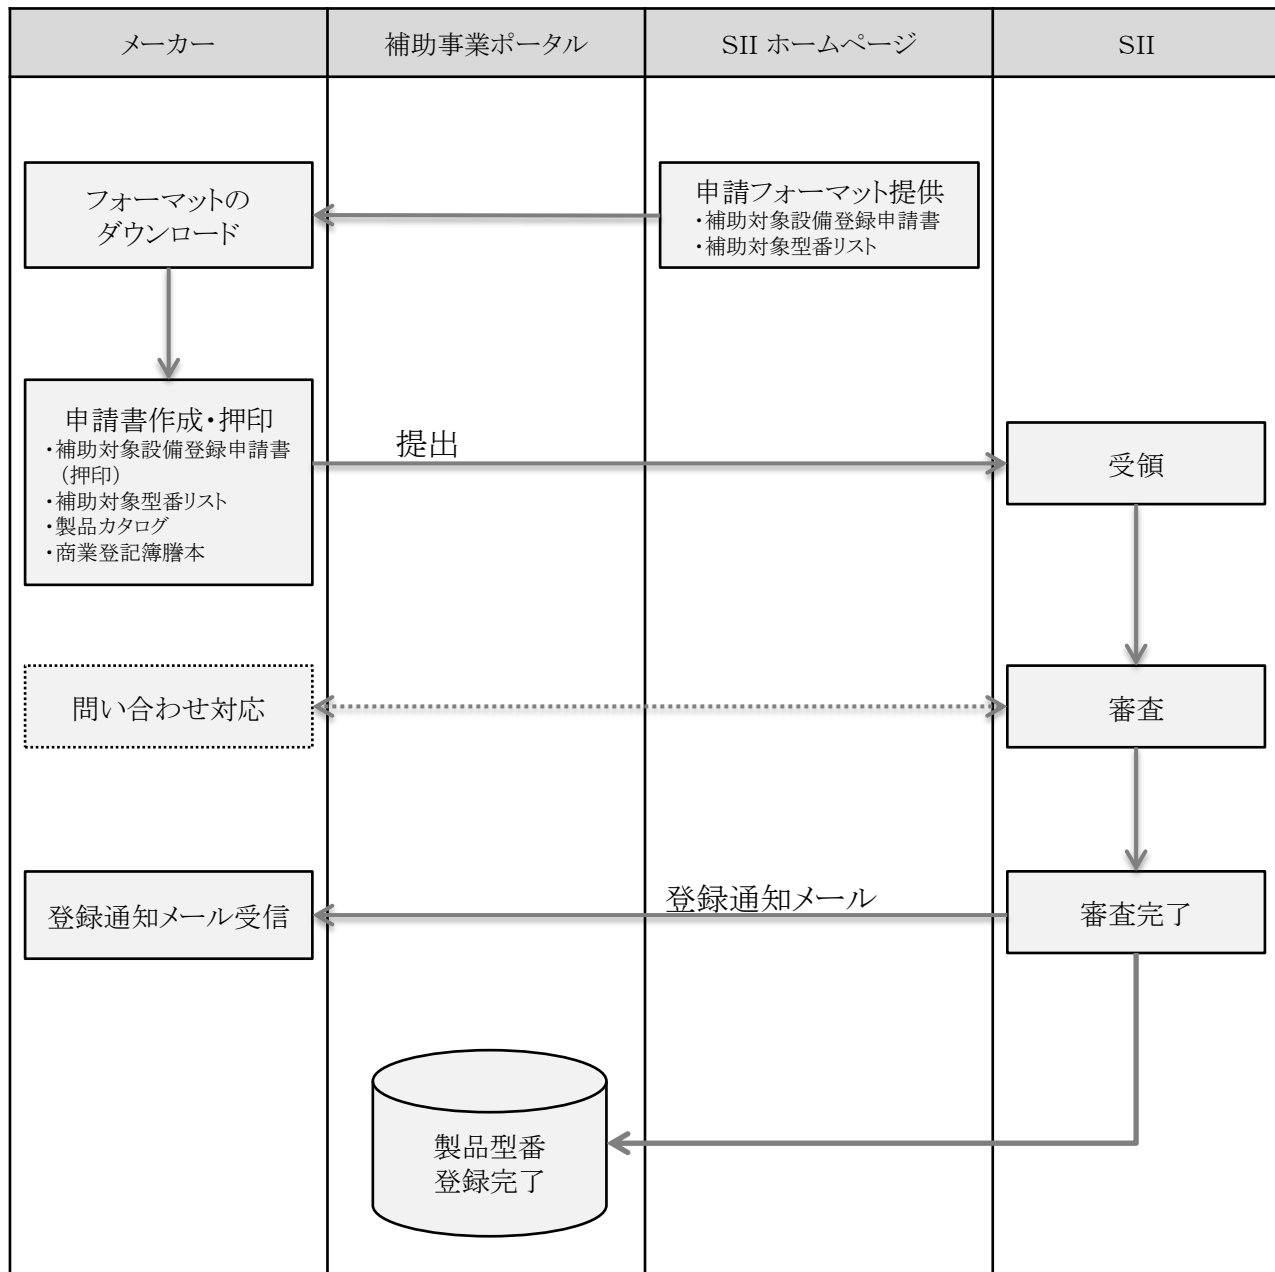 メーカー
補助事業ポータル
SII ホームページ
SII
フォーマットの
ダウンロード
申請フォーマット提供
・補助対象設備登録申請書
・補助対象型番リスト
申請書作成・押印
・補助対象設備登録申請書
（押印）
・補助対象型番リスト
・製品カタログ
・商業登記簿謄本
提出
受領
問い合わせ対応
審査
登録通知メール受信
登録通知メール
審査完了
製品型番
登録完了